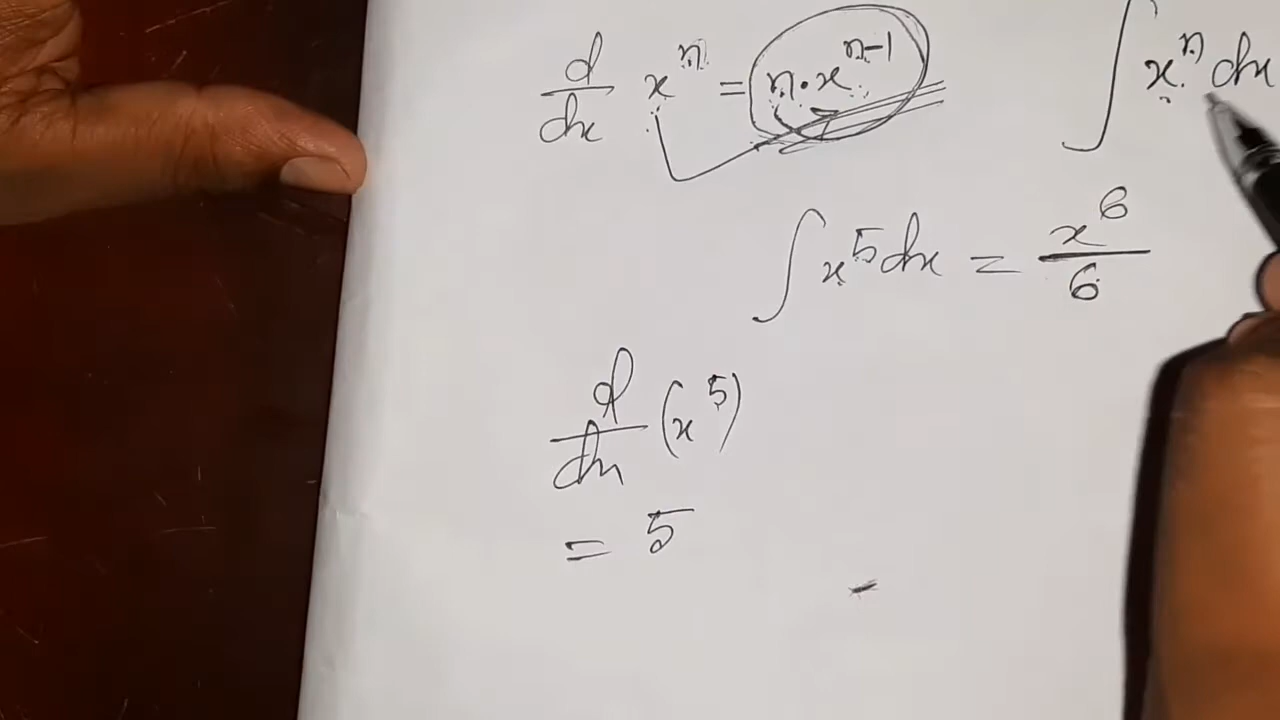 d/dx x^n = n·x^{n-1}
∫ x^n dx
∫ x^5 dx = x^6/6
d/dx (x^5)
= 5